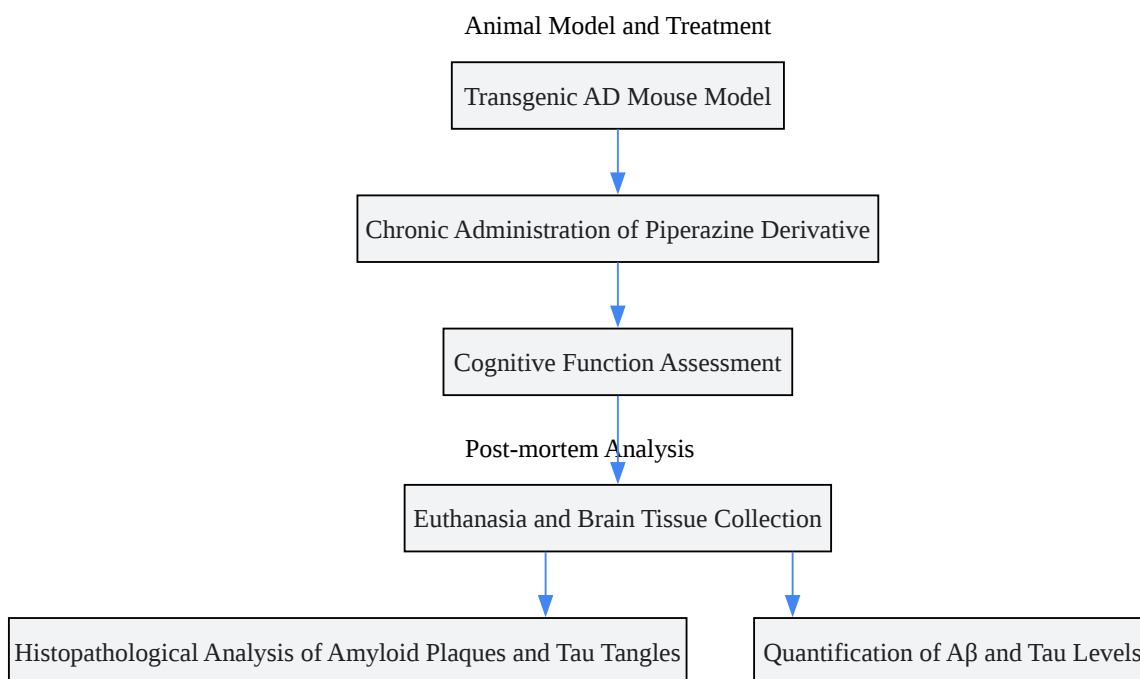 Animal Model and Treatment
Transgenic AD Mouse Model
Chronic Administration of Piperazine Derivative
Cognitive Function Assessment
Post-mortem Analysis
Euthanasia and Brain Tissue Collection
Histopathological Analysis of Amyloid Plaques and Tau Tangles
Quantification of Aβ and Tau Levels